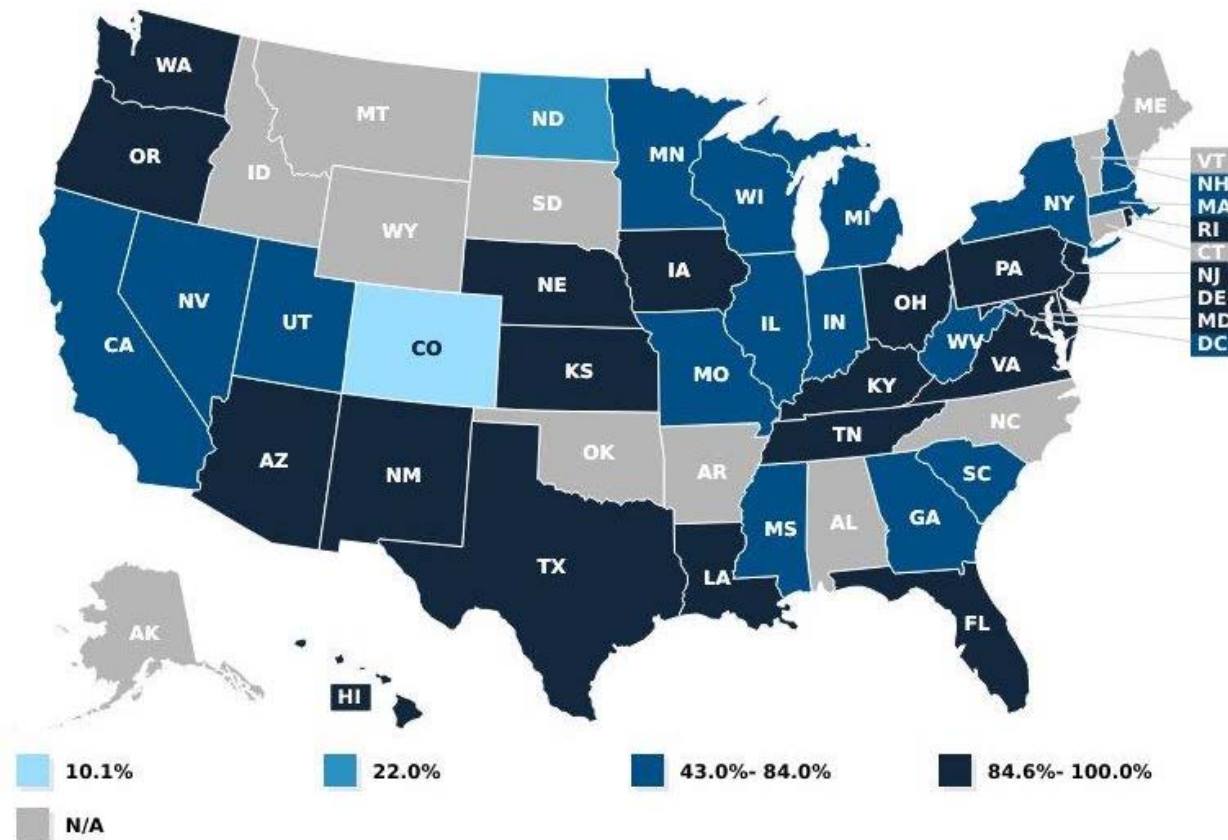 WA
MT
ND
MN
ME
OR
ID
SD
WI
MI
NY
VT
NH
MA
RI
CT
NJ
DE
MD
DC
WY
NE
IA
PA
OH
NV
UT
CO
CA
KS
MO
IL
IN
WV
VA
KY
AZ
NM
OK
AR
TN
NC
SC
MS
AL
GA
TX
LA
FL
AK
HI
10.1%
22.0%
43.0%- 84.0%
84.6%- 100.0%
N/A